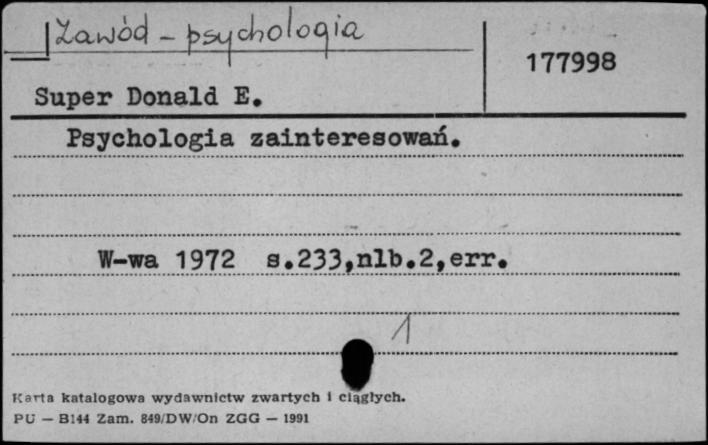 Zawód - psychologia
177998
Super Donald E.
Psychologia zainteresowań.
W-wa 1972 s.233,nlb.2,err.
1
Karta katalogowa wydawnictw zwartych i ciągłych.
PU — B144 Zam. 849/DW/On ZGG — 1991